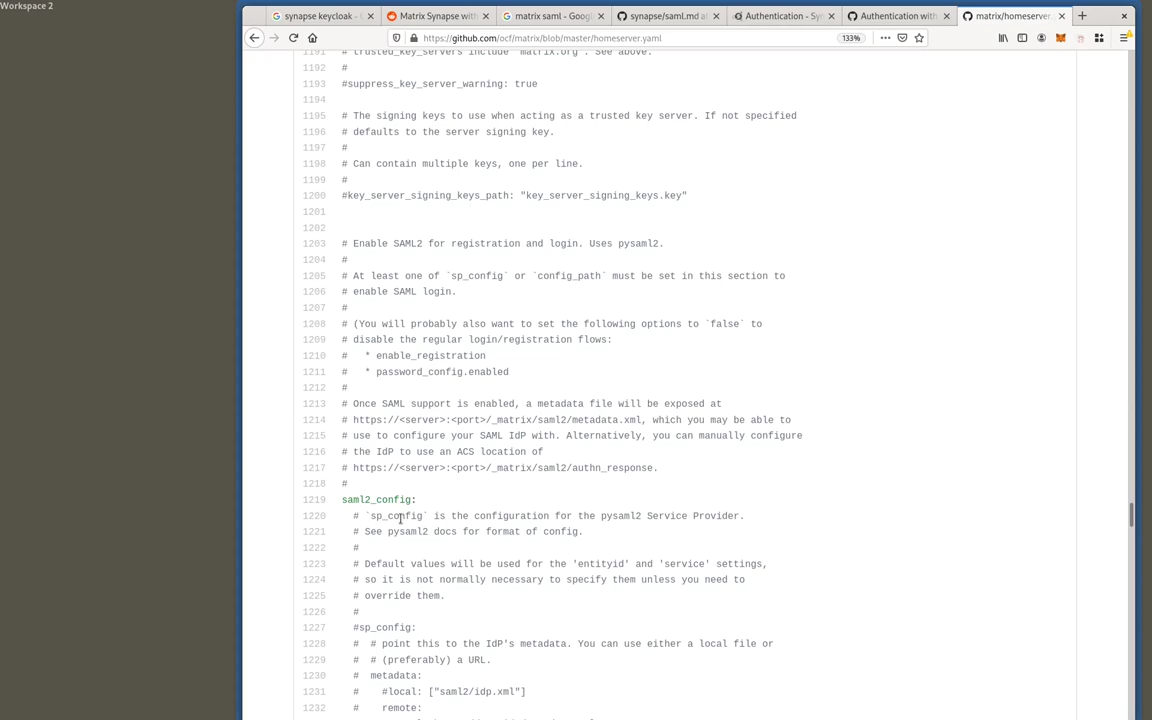 Workspace 2
synapse keycloak - G
Matrix Synapse with
matrix saml - Googl
synapse/saml.md at
Authentication - Syn
Authentication with
matrix/homeserver.
https://github.com/ocf/matrix/blob/master/homeserver.yaml
133%
1191 # trusted_key_servers include 'matrix.org'. See above.
1192 #
1193 #suppress_key_server_warning: true
1194
1195 # The signing keys to use when acting as a trusted key server. If not specified
1196 # defaults to the server signing key.
1197 #
1198 # Can contain multiple keys, one per line.
1199 #
1200 #key_server_signing_keys_path: "key_server_signing_keys.key"
1201
1202
1203 # Enable SAML2 for registration and login. Uses pysaml2.
1204 #
1205 # At least one of `sp_config` or `config_path` must be set in this section to
1206 # enable SAML login.
1207 #
1208 # (You will probably also want to set the following options to `false` to
1209 # disable the regular login/registration flows:
1210 #   * enable_registration
1211 #   * password_config.enabled
1212 #
1213 # Once SAML support is enabled, a metadata file will be exposed at
1214 # https://<server>:<port>/_matrix/saml2/metadata.xml, which you may be able to
1215 # use to configure your SAML IdP with. Alternatively, you can manually configure
1216 # the IdP to use an ACS location of
1217 # https://<server>:<port>/_matrix/saml2/authn_response.
1218 #
1219 saml2_config:
1220   # `sp_config` is the configuration for the pysaml2 Service Provider.
1221   # See pysaml2 docs for format of config.
1222   #
1223   # Default values will be used for the 'entityid' and 'service' settings,
1224   # so it is not normally necessary to specify them unless you need to
1225   # override them.
1226   #
1227   #sp_config:
1228   #  # point this to the IdP's metadata. You can use either a local file or
1229   #  # (preferably) a URL.
1230   #  metadata:
1231   #    #local: ["saml2/idp.xml"]
1232   #    remote: